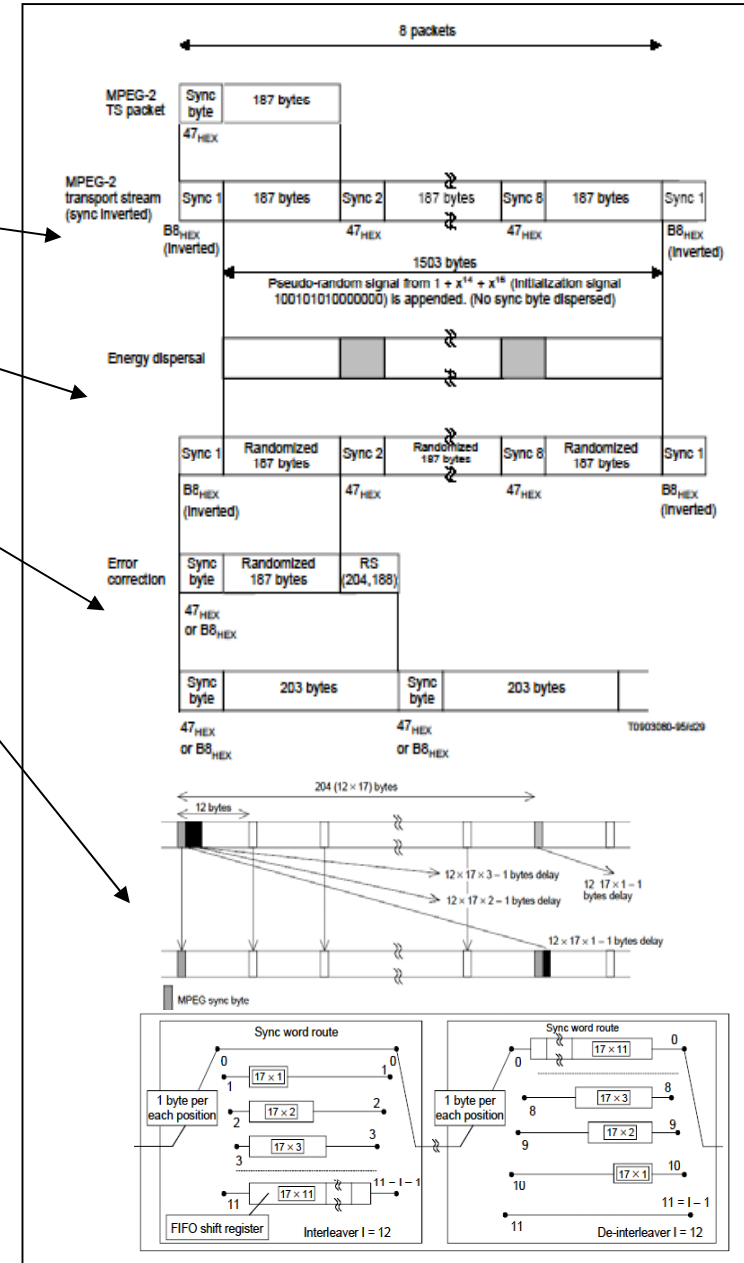 8 packets
MPEG-2
TS packet
Sync
byte
187 bytes
47HEX
MPEG-2
transport stream
(sync inverted)
Sync 1
187 bytes
Sync 2
187 bytes
Sync 8
187 bytes
Sync 1
B8HEX
(Inverted)
47HEX
47HEX
B8HEX
(Inverted)
1503 bytes
Pseudo-random signal from 1 + x14 + x15 (Initialization signal
100101010000000) is appended. (No sync byte dispersed)
Energy dispersal
Sync 1
Randomized
187 bytes
Sync 2
Randomized
187 bytes
Sync 8
Randomized
187 bytes
Sync 1
B8HEX
(Inverted)
47HEX
47HEX
B8HEX
(Inverted)
Error
correction
Sync
byte
Randomized
187 bytes
RS
(204,188)
47HEX
or B8HEX
Sync
byte
203 bytes
Sync
byte
203 bytes
47HEX
or B8HEX
47HEX
or B8HEX
T0903080-95/d29
204 (12 × 17) bytes
12 bytes
12 × 17 × 3 – 1 bytes delay
12 × 17 × 2 – 1 bytes delay
12 17 × 1 – 1
bytes delay
12 × 17 × 1 – 1 bytes delay
MPEG sync byte
Sync word route
0
0
1
17 × 1
1
1 byte per
each position
2
17 × 2
2
3
17 × 3
3
11
17 × 11
11 – I – 1
FIFO shift register
Interleaver I = 12
Sync word route
0
17 × 11
0
1 byte per
each position
8
17 × 3
8
9
17 × 2
9
10
17 × 1
10
11
11 = I – 1
De-interleaver I = 12